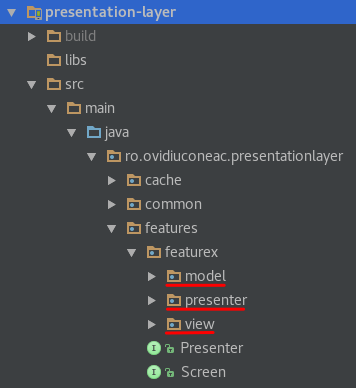 presentation-layer
build
libs
src
main
java
ro.ovidiuconeac.presentationlayer
cache
common
features
featurex
model
presenter
view
I Presenter
I Screen